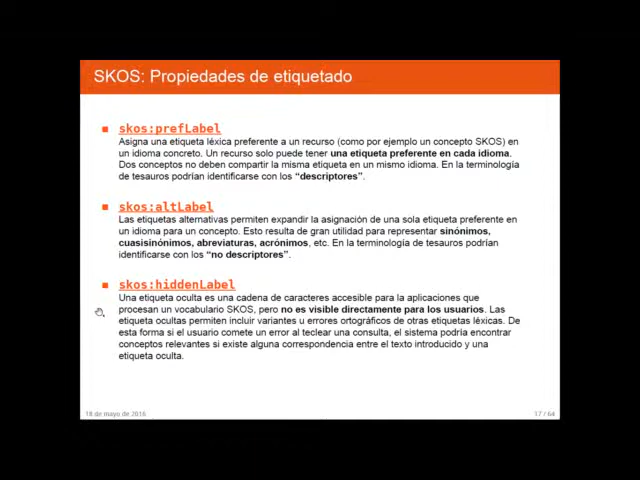 SKOS: Propiedades de etiquetado
skos:prefLabel
Asigna una etiqueta léxica preferente a un recurso (como por ejemplo un concepto SKOS) en
un idioma concreto. Un recurso solo puede tener una etiqueta preferente en cada idioma.
Dos conceptos no deben compartir la misma etiqueta en un mismo idioma. En la terminología
de tesauros podrían identificarse con los “descriptores”.
skos:altLabel
Las etiquetas alternativas permiten expandir la asignación de una sola etiqueta preferente en
un idioma para un concepto. Esto resulta de gran utilidad para representar sinónimos,
cuasisinónimos, abreviaturas, acrónimos, etc. En la terminología de tesauros podrían
identificarse con los “no descriptores”.
skos:hiddenLabel
Una etiqueta oculta es una cadena de caracteres accesible para la aplicaciones que
procesan un vocabulario SKOS, pero no es visible directamente para los usuarios. Las
etiqueta ocultas permiten incluir variantes u errores ortográficos de otras etiquetas léxicas. De
esta forma si el usuario comete un error al teclear una consulta, el sistema podría encontrar
conceptos relevantes si existe alguna correspondencia entre el texto introducido y una
etiqueta oculta.
18 de mayo de 2016
17 / 64